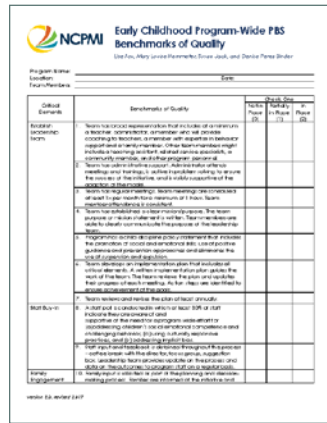 NCPMI
Early Childhood Program-Wide PBS
Benchmarks of Quality
Lise Fox, Mary Louise Hemmeter, Susan Jack, and Denise Perez Binder
Program Name:
Location: Date:
Team Members:
Check One
Critical Elements
Benchmarks of Quality
Not In Place (0)
Partially in Place (1)
In Place (2)
Establish Leadership Team
1. Team has broad representation that includes at a minimum
a teacher, administrator, a member who will provide
coaching to teachers, a member with expertise in behavior
support and a family member. Other team members might
include a teaching assistant, related service specialists, a
community member, and other program personnel.
2. Team has administrative support. Administrator attends
meetings and trainings, is active in problem-solving to ensure
the success of the initiative, and is visibly supportive of the
adoption of the model.
3. Team has regular meetings. Team meetings are scheduled
at least 1x per month for a minimum of 1 hour. Team
member attendance is consistent.
4. Team has established a clear mission/purpose. The team
purpose or mission statement is written. Team members are
able to clearly communicate the purpose of the leadership
team.
5. Program has a child discipline policy statement that includes
the promotion of social and emotional skills, use of positive
guidance and prevention approaches and eliminates the
use of suspension and expulsion.
6. Team develops an implementation plan that includes all
critical elements. A written implementation plan guides the
work of the team. The team reviews the plan and updates
their progress at each meeting. Action steps are identified to
ensure achievement of the goals.
7. Team reviews and revises the plan at least annually
Staff Buy-In
8. A staff poll is conducted in which at least 80% of staff
indicate they are aware of and
supportive of the need for a program wide effort for
(a) addressing children's social emotional competence and
challenging behavior, (b) using culturally responsive
practices, and (c) addressing implicit bias.
9. Staff input and feedback is obtained throughout the process
- coffee break with the director, focus group, suggestion
box. Leadership team provides update on the process and
data on the outcomes to program staff on a regular basis.
Family Engagement
10. Family input is solicited as part of the planning and decision-
making process. Families are informed of the initiative and